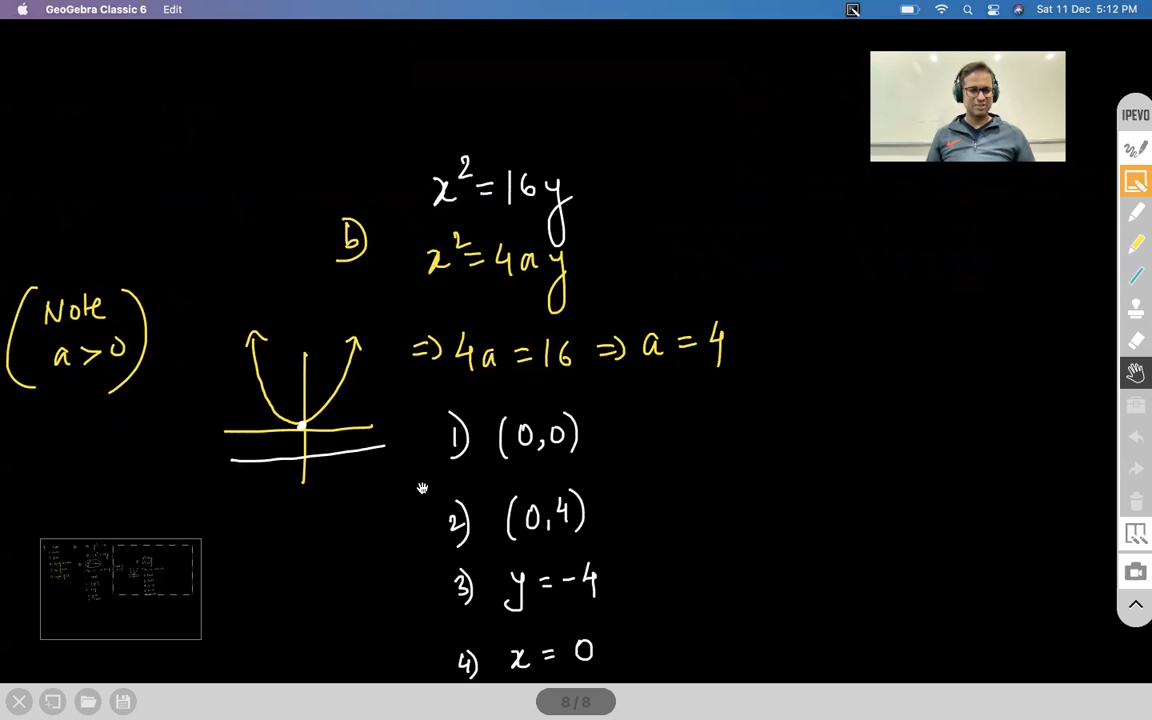 GeoGebra Classic 6 Edit
Sat 11 Dec 5:12 PM
IPEVO
x² = 16y
b)
x² = 4ay
(Note
a > 0)
⇒ 4a = 16 ⇒ a = 4
1) (0,0)
2) (0,4)
3) y = -4
4) x = 0
8 / 8